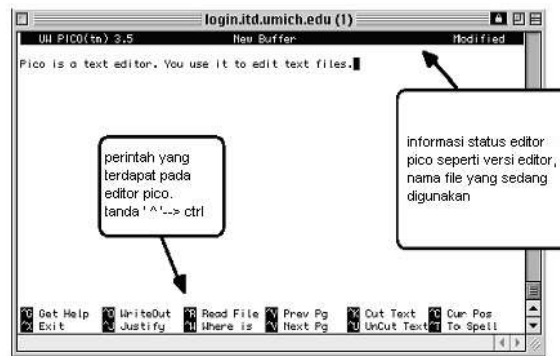 login.itd.umich.edu (1)
UW PICO(tm) 3.5 New Buffer Modified
Pico is a text editor. You use it to edit text files.
informasi status editor
pico seperti versi editor,
nama file yang sedang
digunakan
perintah yang
terdapat pada
editor pico.
tanda ' ^ '--> ctrl
^G Get Help ^O WriteOut ^R Read File ^V Prev Pg ^K Cut Text ^C Cur Pos
^X Exit ^J Justify ^W Where is ^V Next Pg ^U UnCut Text ^T To Spell